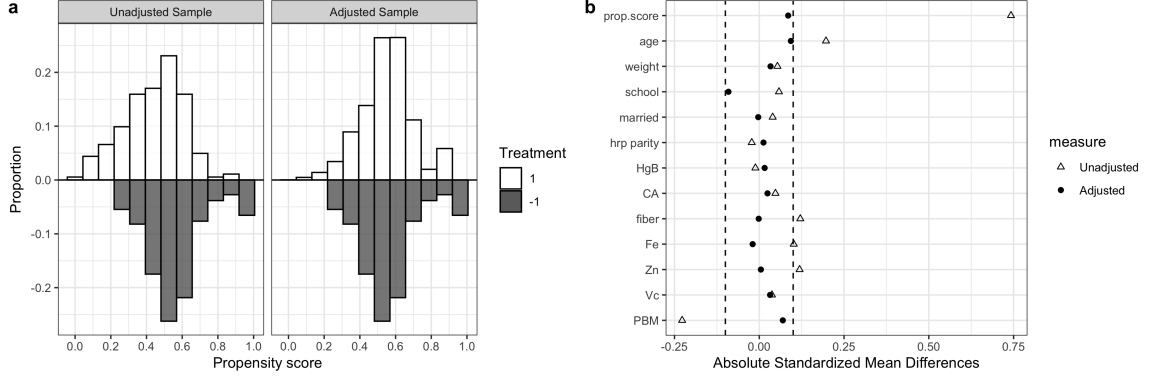 a
Unadjusted Sample
Adjusted Sample
0.2
0.1
0.0
-0.1
-0.2
Proportion
0.0 0.2 0.4 0.6 0.8 1.0
0.0 0.2 0.4 0.6 0.8 1.0
Propensity score
Treatment
1
-1
b
prop.score
age
weight
school
married
hrp parity
HgB
CA
fiber
Fe
Zn
Vc
PBM
-0.25 0.00 0.25 0.50 0.75
Absolute Standardized Mean Differences
measure
Unadjusted
Adjusted